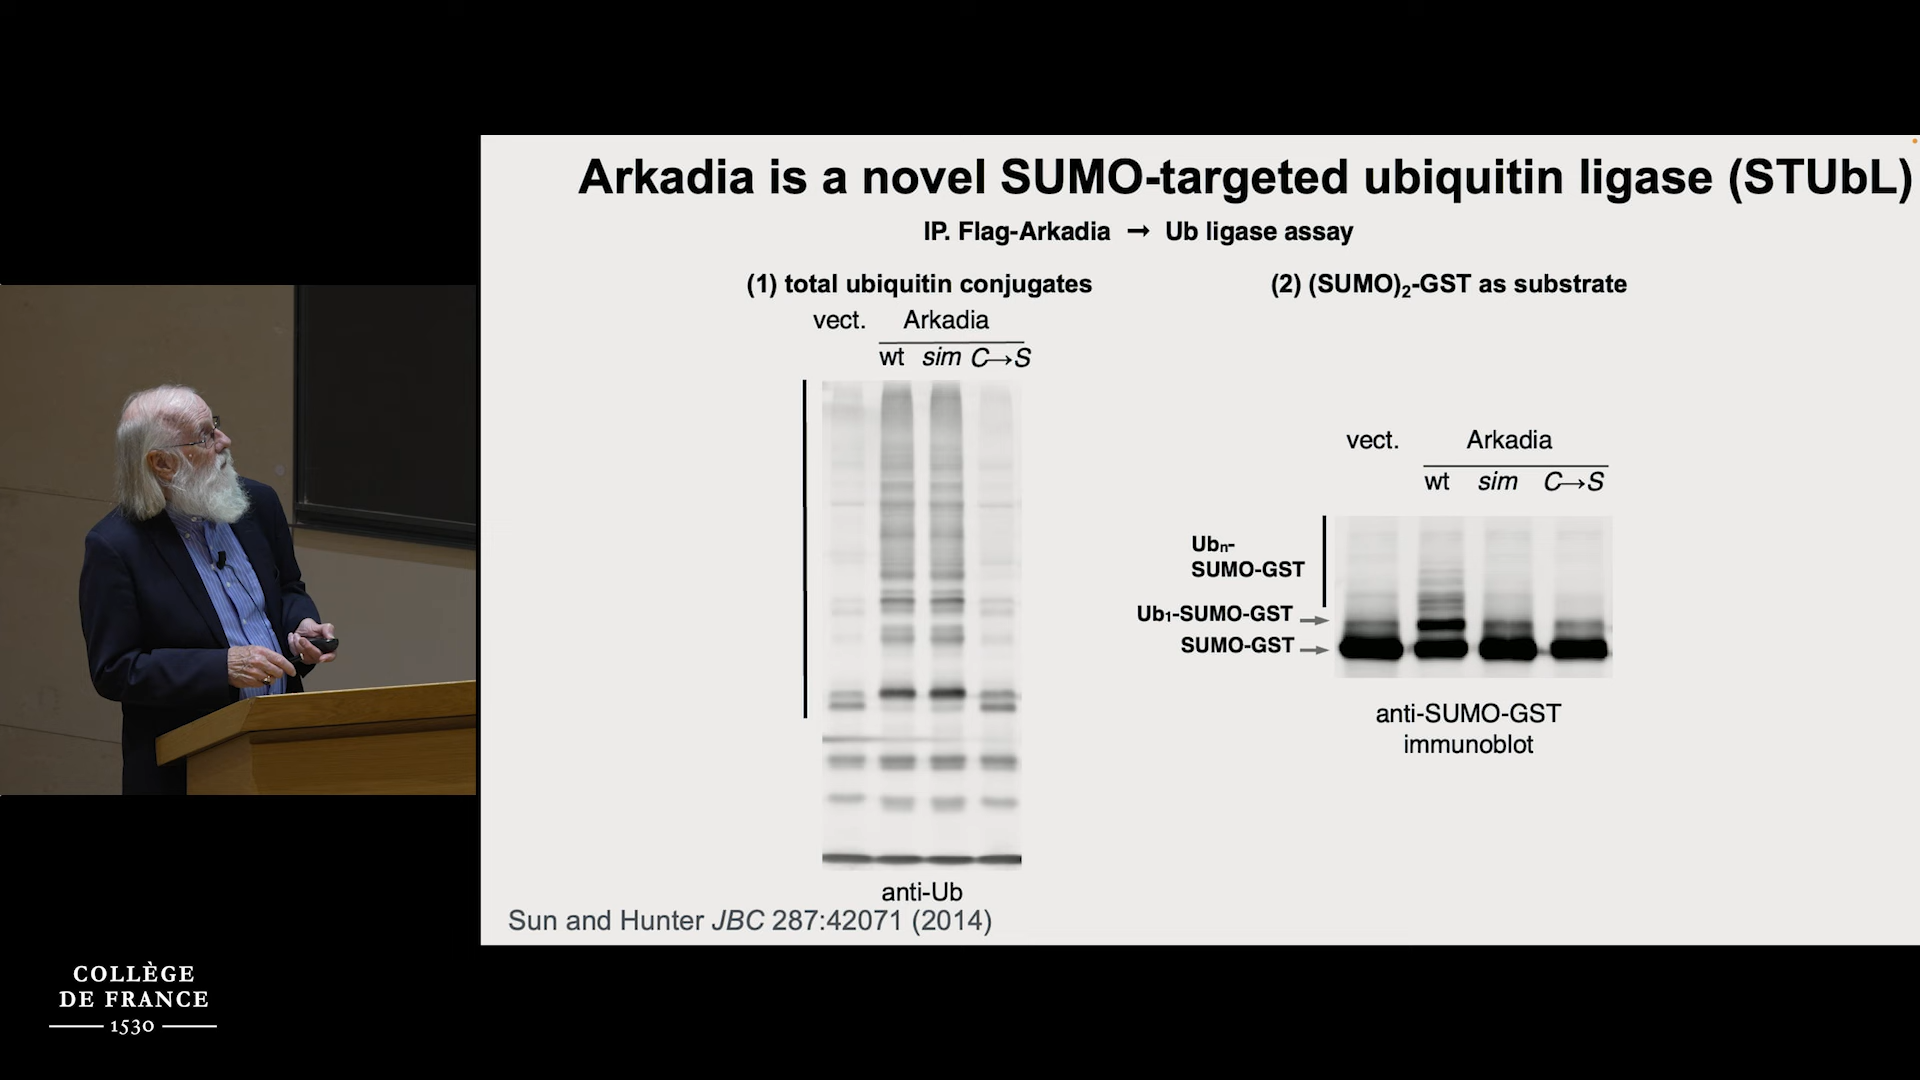 Arkadia is a novel SUMO-targeted ubiquitin ligase (STUbL)
IP. Flag-Arkadia → Ub ligase assay
(1) total ubiquitin conjugates
vect. Arkadia
wt sim C→S
anti-Ub
(2) (SUMO)₂-GST as substrate
vect. Arkadia
wt sim C→S
Ubn-
SUMO-GST
Ub₁-SUMO-GST
SUMO-GST
anti-SUMO-GST
immunoblot
Sun and Hunter JBC 287:42071 (2014)
COLLÈGE
DE FRANCE
1530